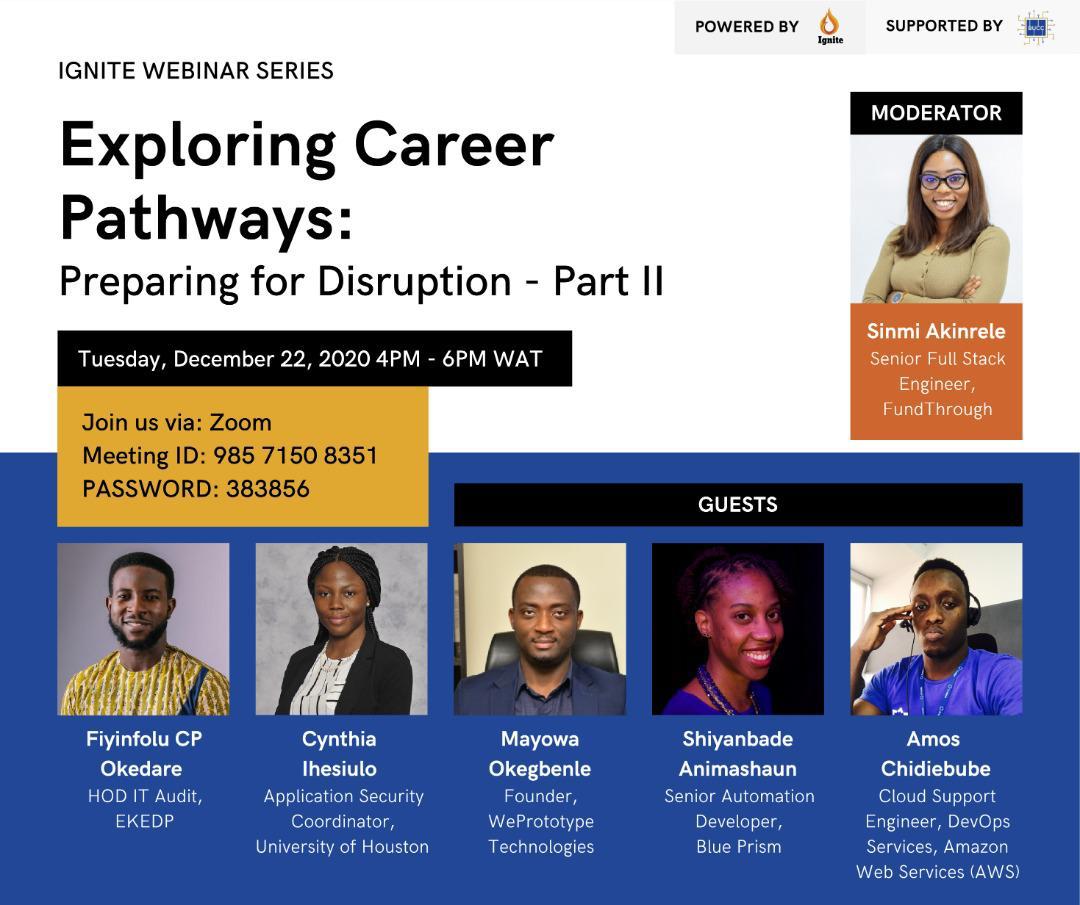 POWERED BY
Ignite
SUPPORTED BY
BUCC
IGNITE WEBINAR SERIES
Exploring Career
Pathways:
Preparing for Disruption - Part II
Tuesday, December 22, 2020 4PM - 6PM WAT
Join us via: Zoom
Meeting ID: 985 7150 8351
PASSWORD: 383856
MODERATOR
Sinmi Akinrele
Senior Full Stack
Engineer,
FundThrough
GUESTS
Fiyinfolu CP
Okedare
HOD IT Audit,
EKEDP
Cynthia
Ihesiulo
Application Security
Coordinator,
University of Houston
Mayowa
Okegbenle
Founder,
WePrototype
Technologies
Shiyanbade
Animashaun
Senior Automation
Developer,
Blue Prism
Amos
Chidiebube
Cloud Support
Engineer, DevOps
Services, Amazon
Web Services (AWS)